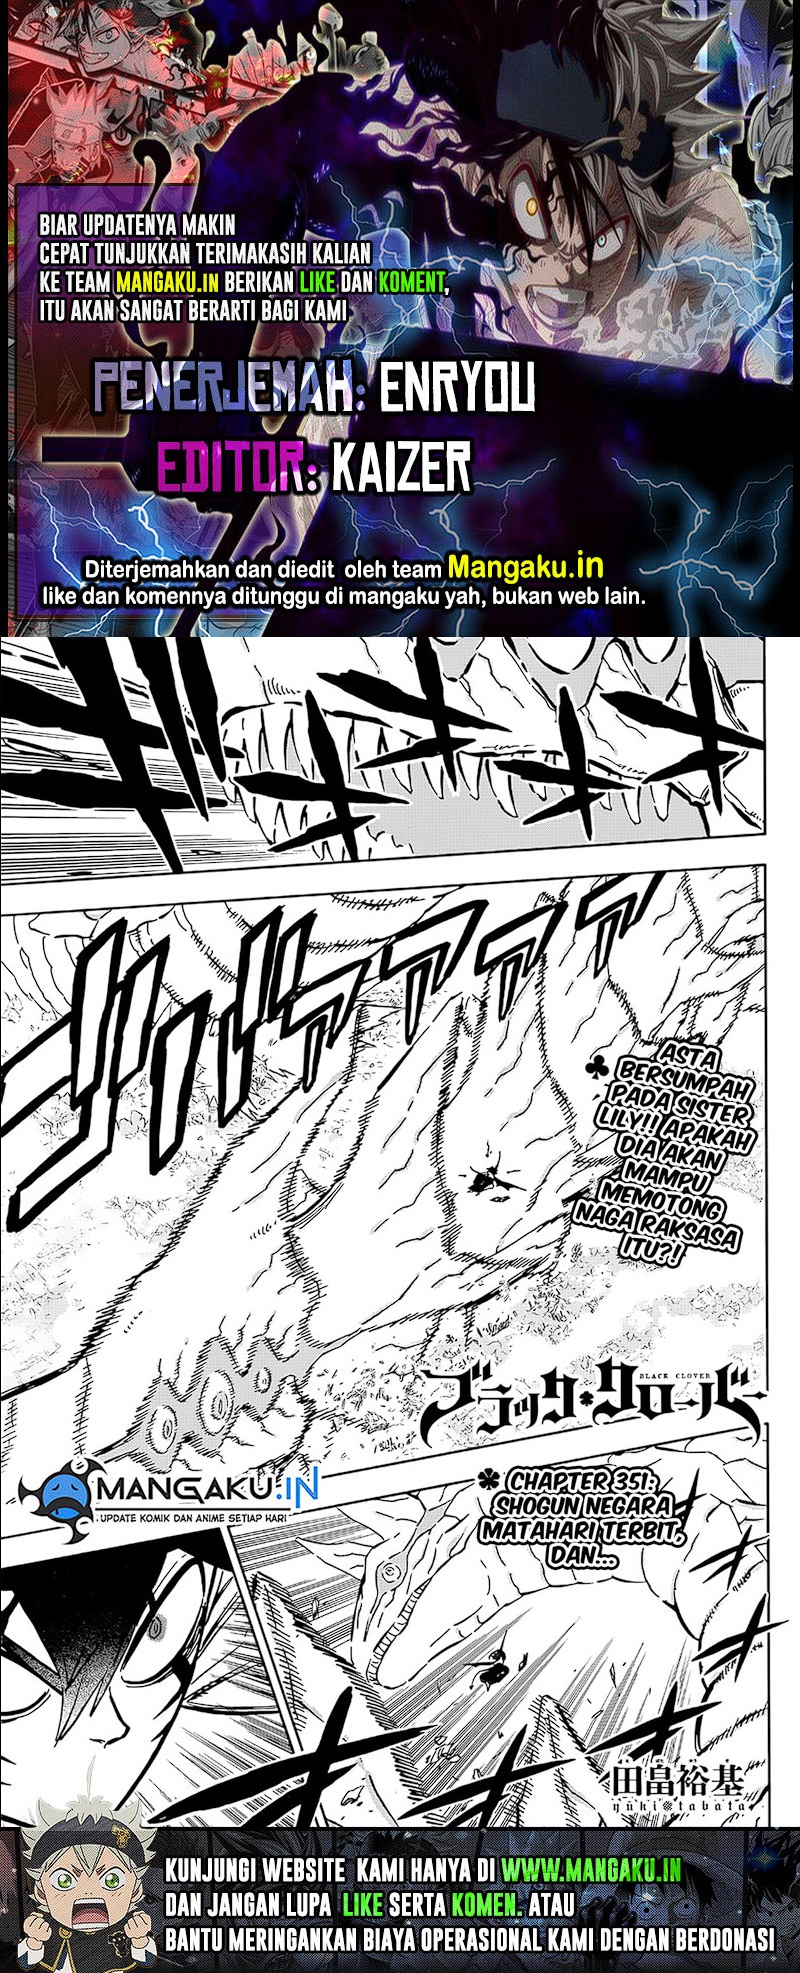 BIAR UPDATENYA MAKIN
CEPAT TUNJUKKAN TERIMAKASIH KALIAN
KE TEAM MANGAKU.iN BERIKAN LIKE DAN KOMENT,
ITU AKAN SANGAT BERARTI BAGI KAMI
PENERJEMAH: ENRYOU
EDITOR: KAIZER
Diterjemahkan dan diedit oleh team Mangaku.in
like dan komennya ditunggu di mangaku yah, bukan web lain.
♣ ASTA
BERSUMPAH
PADA SISTER
LILY!! APAKAH
DIA AKAN
MAMPU
MEMOTONG
NAGA RAKSASA
ITU?!
BLACK CLOVER
ブラック・クローバー
MANGAKU.iN
UPDATE KOMIK DAN ANIME SETIAP HARI
CHAPTER 351:
SHOGUN NEGARA
MATAHARI TERBIT,
DAN...
田畠裕基
yūki tabata
KUNJUNGI WEBSITE KAMI HANYA DI WWW.MANGAKU.IN
DAN JANGAN LUPA LIKE SERTA KOMEN. ATAU
BANTU MERINGANKAN BIAYA OPERASIONAL KAMI DENGAN BERDONASI